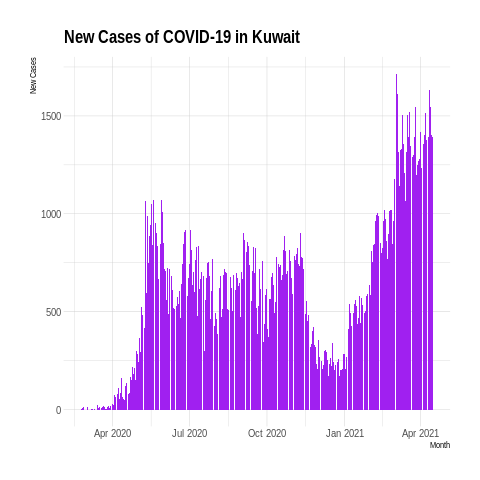 New Cases of COVID-19 in Kuwait
New Cases
1500
1000
500
0
Apr 2020 Jul 2020 Oct 2020 Jan 2021 Apr 2021
Month